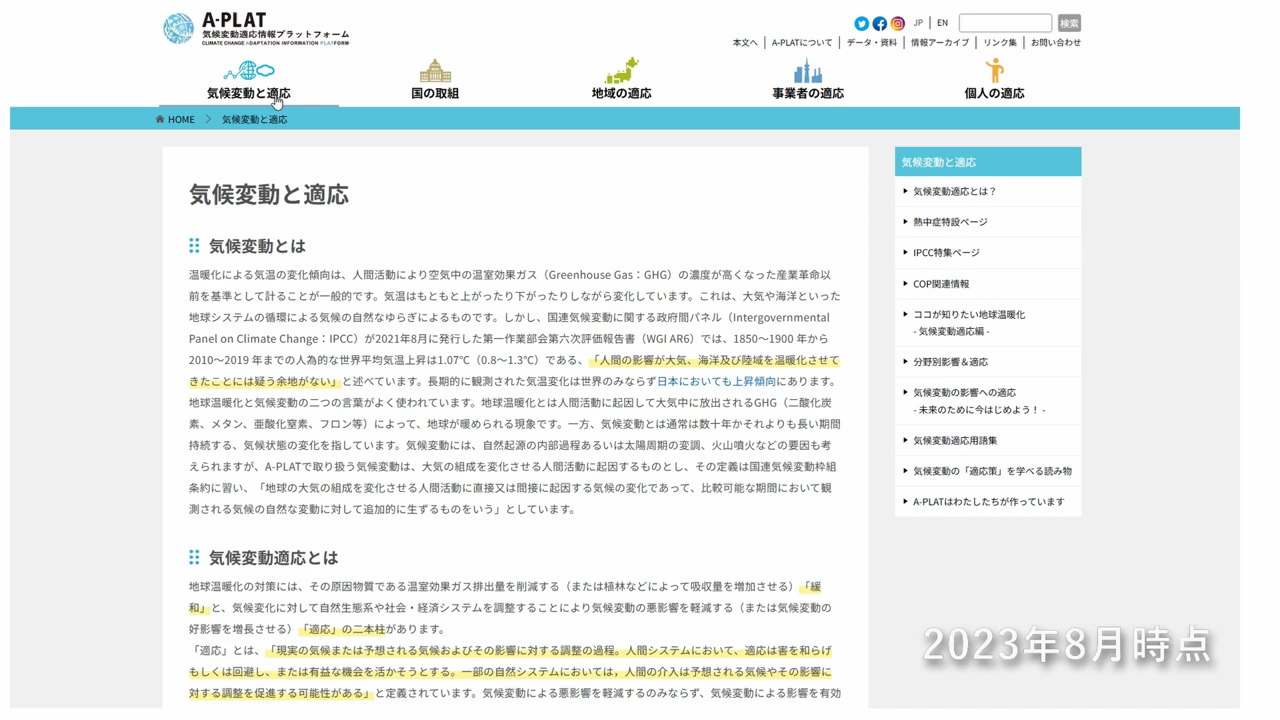 A-PLAT
気候変動適応情報プラットフォーム
CLIMATE CHANGE ADAPTATION INFORMATION PLATFORM
JP | EN
検索
本文へ | A-PLATについて | データ・資料 | 情報アーカイブ | リンク集 | お問い合わせ
気候変動と適応
国の取組
地域の適応
事業者の適応
個人の適応
HOME > 気候変動と適応
気候変動と適応
気候変動とは
温暖化による気温の変化傾向は、人間活動により空気中の温室効果ガス（Greenhouse Gas：GHG）の濃度が高くなった産業革命以
前を基準として計ることが一般的です。気温はもともと上がったり下がったりしながら変化しています。これは、大気や海洋といった
地球システムの循環による気候の自然なゆらぎによるものです。しかし、国連気候変動に関する政府間パネル（Intergovernmental
Panel on Climate Change：IPCC）が2021年8月に発行した第一作業部会第六次評価報告書（WGI AR6）では、1850～1900 年から
2010～2019 年までの人為的な世界平均気温上昇は1.07℃（0.8～1.3℃）である、「人間の影響が大気、海洋及び陸域を温暖化させて
きたことには疑う余地がない」と述べています。長期的に観測された気温変化は世界のみならず日本においても上昇傾向にあります。
地球温暖化と気候変動の二つの言葉がよく使われています。地球温暖化とは人間活動に起因して大気中に放出されるGHG（二酸化炭
素、メタン、亜酸化窒素、フロン等）によって、地球が暖められる現象です。一方、気候変動とは通常は数十年かそれよりも長い期間
持続する、気候状態の変化を指しています。気候変動には、自然起源の内部過程あるいは太陽周期の変調、火山噴火などの要因も考
えられますが、A-PLATで取り扱う気候変動は、大気の組成を変化させる人間活動に起因するものとし、その定義は国連気候変動枠組
条約に習い、「地球の大気の組成を変化させる人間活動に直接又は間接に起因する気候の変化であって、比較可能な期間において観
測される気候の自然な変動に対して追加的に生ずるものをいう」としています。
気候変動適応とは
地球温暖化の対策には、その原因物質である温室効果ガス排出量を削減する（または植林などによって吸収量を増加させる）「緩
和」と、気候変化に対して自然生態系や社会・経済システムを調整することにより気候変動の悪影響を軽減する（または気候変動の
好影響を増長させる）「適応」の二本柱があります。
「適応」とは、「現実の気候または予想される気候およびその影響に対する調整の過程。人間システムにおいて、適応は害を和らげ
もしくは回避し、または有益な機会を活かそうとする。一部の自然システムにおいては，人間の介入は予想される気候やその影響に
対する調整を促進する可能性がある」と定義されています。気候変動による悪影響を軽減するのみならず、気候変動による影響を有効
気候変動と適応
気候変動適応とは？
熱中症特設ページ
IPCC特集ページ
COP関連情報
ココが知りたい地球温暖化
- 気候変動適応編 -
分野別影響＆適応
気候変動の影響への適応
- 未来のために今はじめよう！ -
気候変動適応用語集
気候変動の「適応策」を学べる読み物
A-PLATはわたしたちが作っています
2023年8月時点